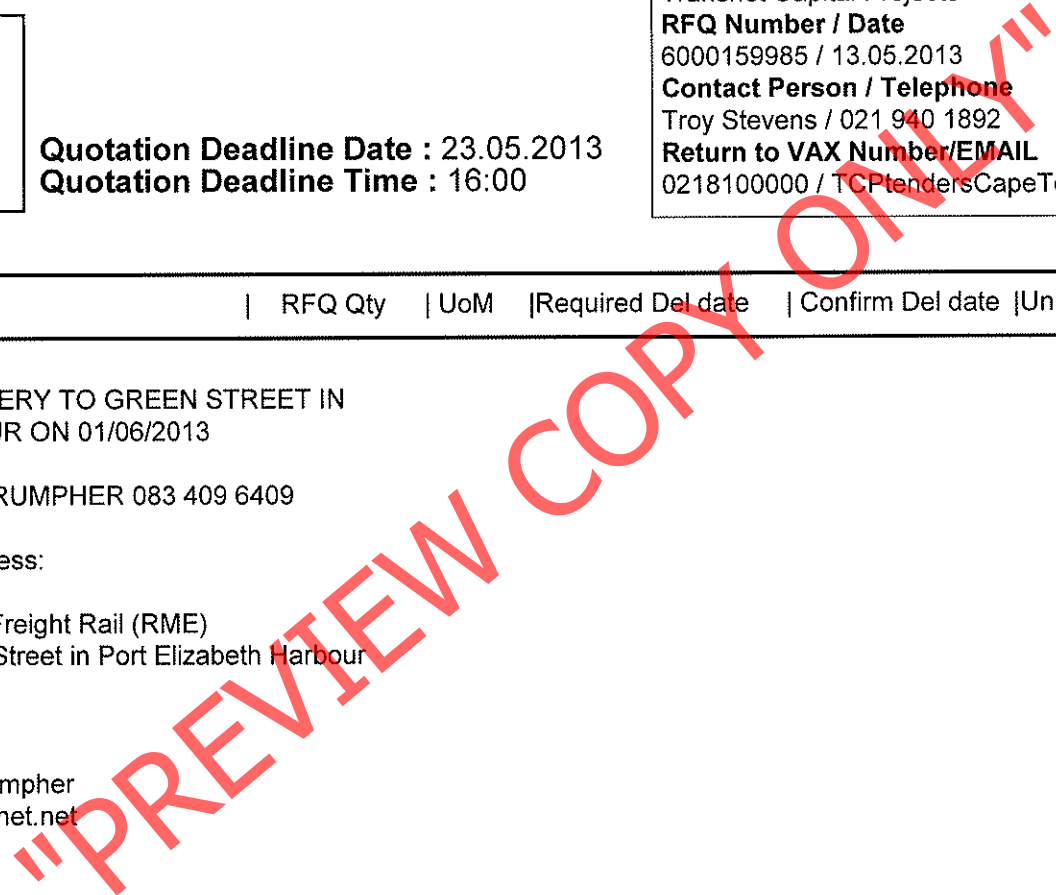 RFQ Number / Date
6000159985 / 13.05.2013
Contact Person / Telephone
Troy Stevens / 021 940 1892
Return to VAX Number/EMAIL
0218100000 / TCPtendersCapeTo
Quotation Deadline Date : 23.05.2013
Quotation Deadline Time : 16:00
| RFQ Qty | UoM |Required Del date | Confirm Del date |Un
ERY TO GREEN STREET IN
UR ON 01/06/2013
RUMPHER 083 409 6409
ess:
Freight Rail (RME)
Street in Port Elizabeth Harbour
mpher
net.net
"PREVIEW COPY ONLY"